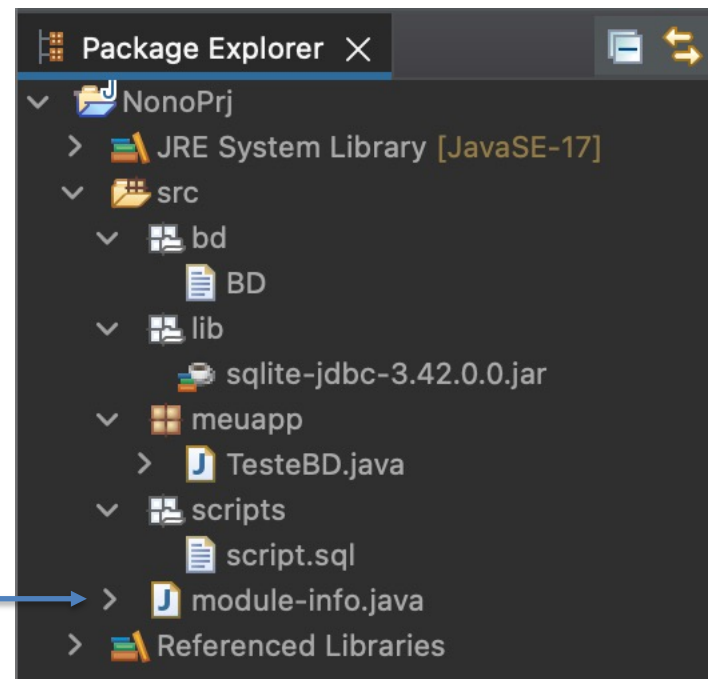 Package Explorer
NonoPrj
JRE System Library [JavaSE-17]
src
bd
BD
lib
sqlite-jdbc-3.42.0.0.jar
meuapp
TesteBD.java
scripts
script.sql
module-info.java
Referenced Libraries